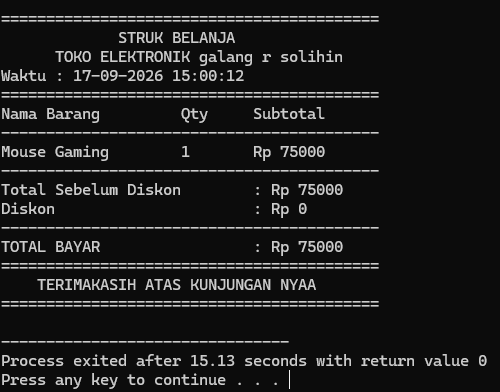 ==========================================
STRUK BELANJA
TOKO ELEKTRONIK galang r solihin
Waktu : 17-09-2026 15:00:12
==========================================
Nama Barang         Qty     Subtotal
------------------------------------------
Mouse Gaming        1       Rp 75000
------------------------------------------
Total Sebelum Diskon        : Rp 75000
Diskon                      : Rp 0
------------------------------------------
TOTAL BAYAR                 : Rp 75000
==========================================
TERIMAKASIH ATAS KUNJUNGAN NYAA
==========================================
--------------------------------
Process exited after 15.13 seconds with return value 0
Press any key to continue . . .